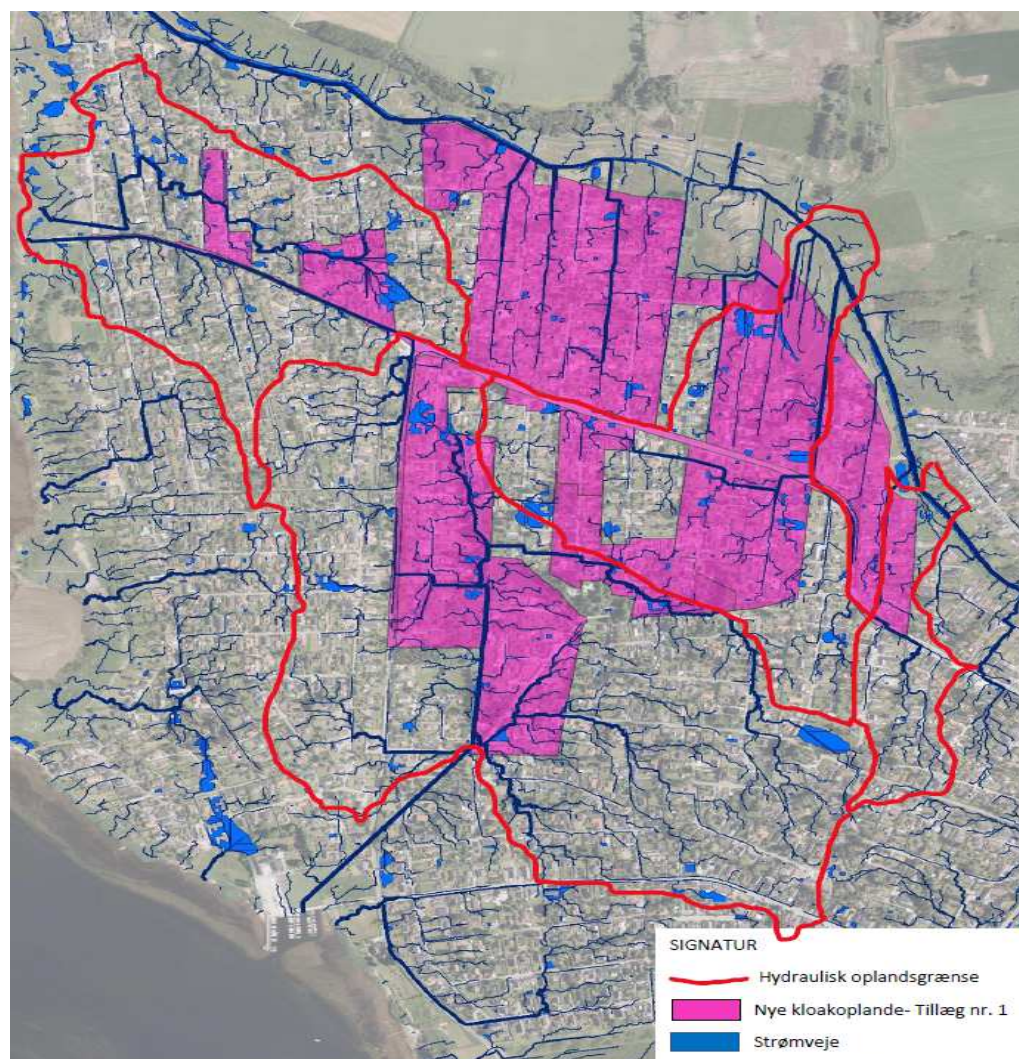 SIGNATUR
Hydraulisk oplandsgrænse
Nye kloakoplande- Tillæg nr. 1
Strømveje